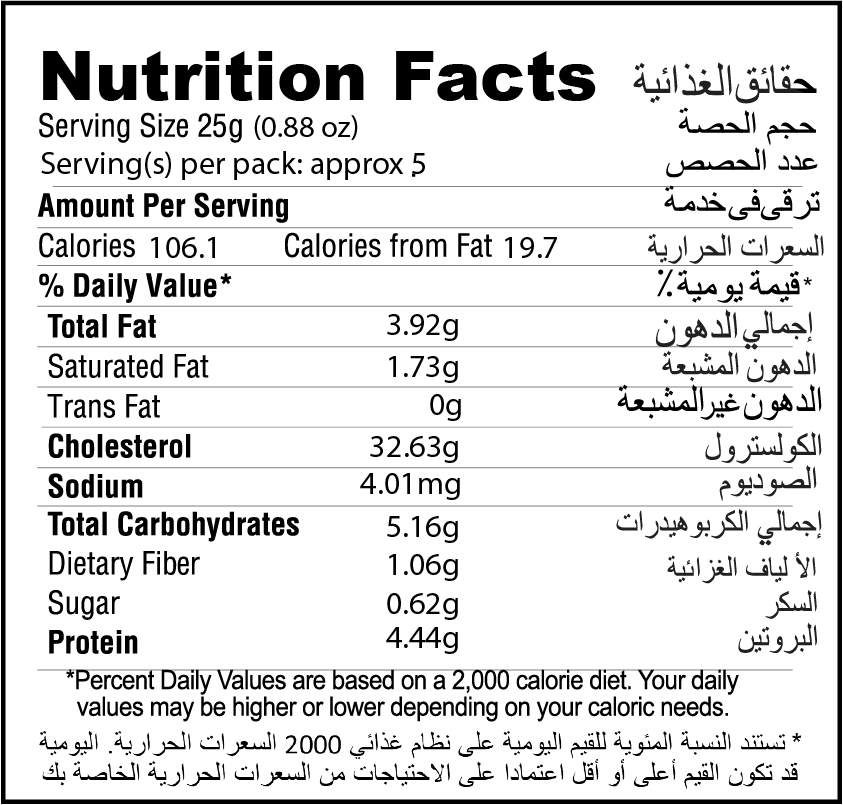 Nutrition Facts حقائق الغذائية
Serving Size 25g (0.88 oz) حجم الحصة
Serving(s) per pack: approx 5 عدد الحصص
Amount Per Serving ترقى فى خدمة
Calories 106.1 Calories from Fat 19.7 السعرات الحرارية
% Daily Value* *قيمة يومية ٪
Total Fat 3.92g إجمالي الدهون
Saturated Fat 1.73g الدهون المشبعة
Trans Fat 0g الدهون غير المشبعة
Cholesterol 32.63g الكولسترول
Sodium 4.01mg الصوديوم
Total Carbohydrates 5.16g إجمالي الكربوهيدرات
Dietary Fiber 1.06g الألياف الغزائية
Sugar 0.62g السكر
Protein 4.44g البروتين
*Percent Daily Values are based on a 2,000 calorie diet. Your daily
values may be higher or lower depending on your caloric needs.
* تستند النسبة المئوية للقيم اليومية على نظام غذائي 2000 السعرات الحرارية. اليومية
قد تكون القيم أعلى أو أقل اعتمادا على الاحتياجات من السعرات الحرارية الخاصة بك